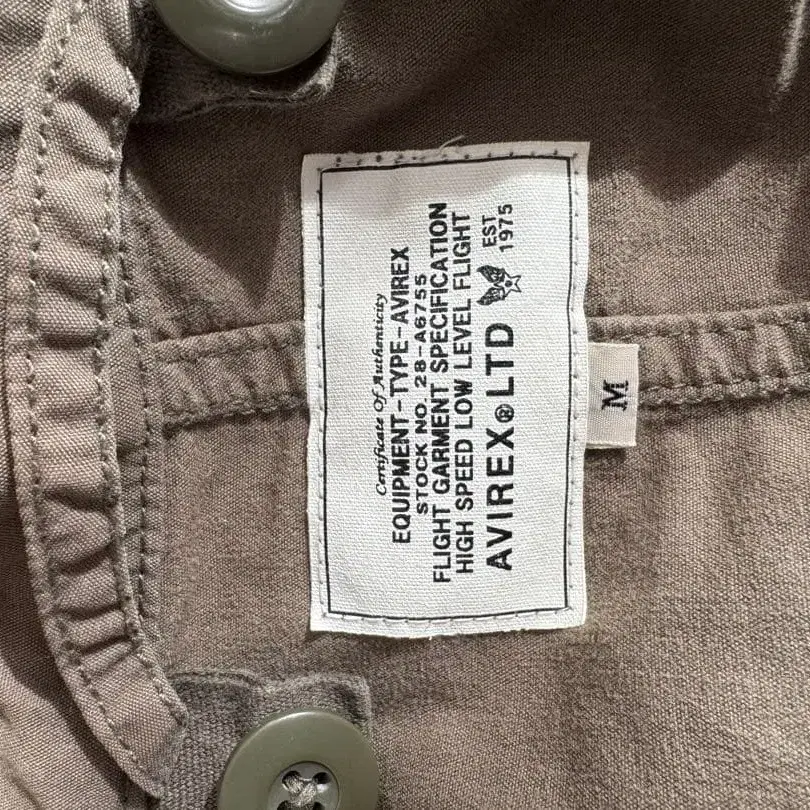 Certificate Of Authenticity
EQUIPMENT-TYPE-AVIREX
STOCK NO. 28-A6755
FLIGHT GARMENT SPECIFICATION
HIGH SPEED LOW LEVEL FLIGHT
AVIREX® LTD EST 1975
M